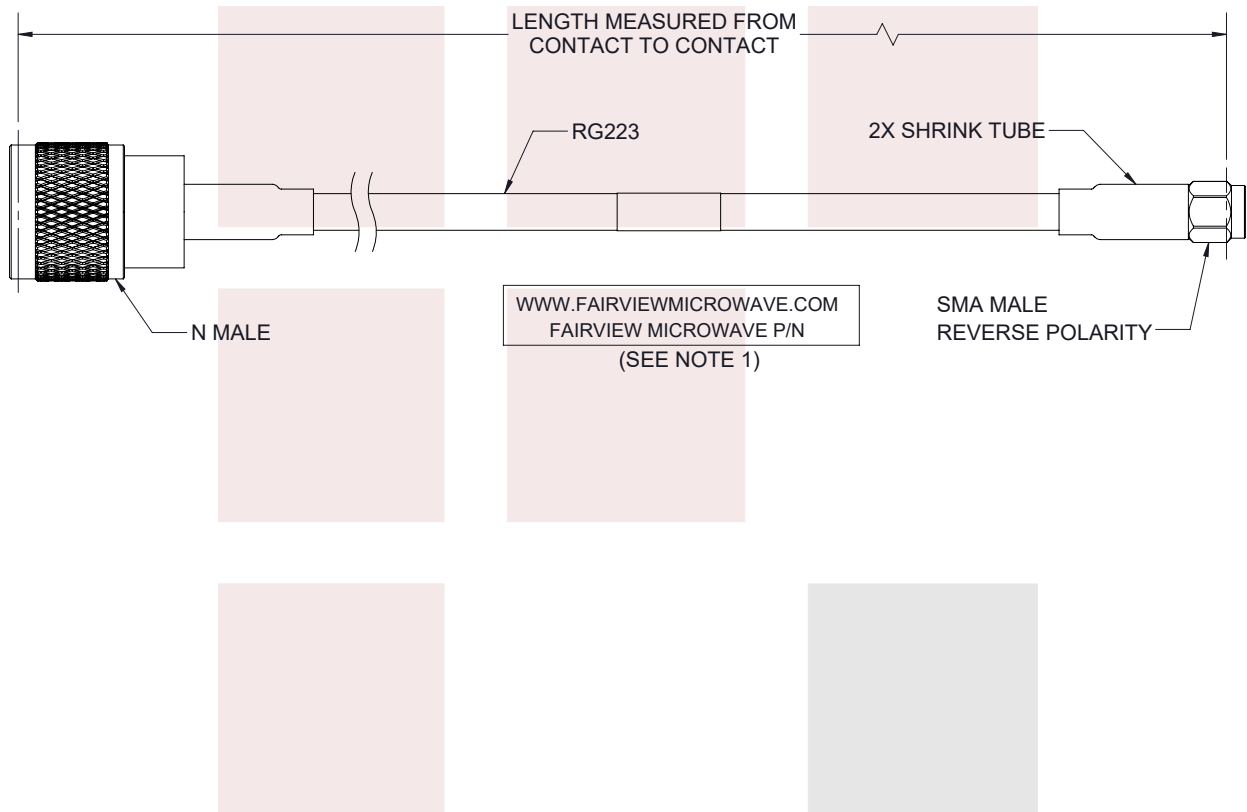 LENGTH MEASURED FROM
CONTACT TO CONTACT
RG223
2X SHRINK TUBE
N MALE
WWW.FAIRVIEWMICROWAVE.COM
FAIRVIEW MICROWAVE P/N
(SEE NOTE 1)
SMA MALE
REVERSE POLARITY